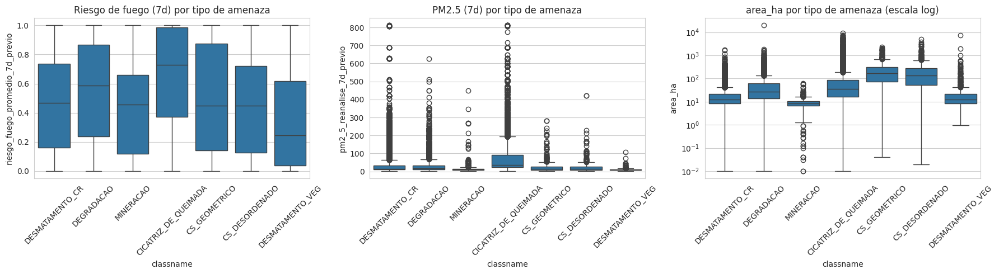 Riesgo de fuego (7d) por tipo de amenaza
riesgo_fuego_promedio_7d_previo
1.0
0.8
0.6
0.4
0.2
0.0
DESMATAMENTO_CR
DEGRADACAO
MINERACAO
CICATRIZ_DE_QUEIMADA
CS_GEOMETRICO
CS_DESORDENADO
DESMATAMENTO_VEG
classname
PM2.5 (7d) por tipo de amenaza
pm2_5_reanalise_7d_previo
800
700
600
500
400
300
200
100
0
DESMATAMENTO_CR
DEGRADACAO
MINERACAO
CICATRIZ_DE_QUEIMADA
CS_GEOMETRICO
CS_DESORDENADO
DESMATAMENTO_VEG
classname
area_ha por tipo de amenaza (escala log)
area_ha
10⁴
10³
10²
10¹
10⁰
10⁻¹
10⁻²
DESMATAMENTO_CR
DEGRADACAO
MINERACAO
CICATRIZ_DE_QUEIMADA
CS_GEOMETRICO
CS_DESORDENADO
DESMATAMENTO_VEG
classname